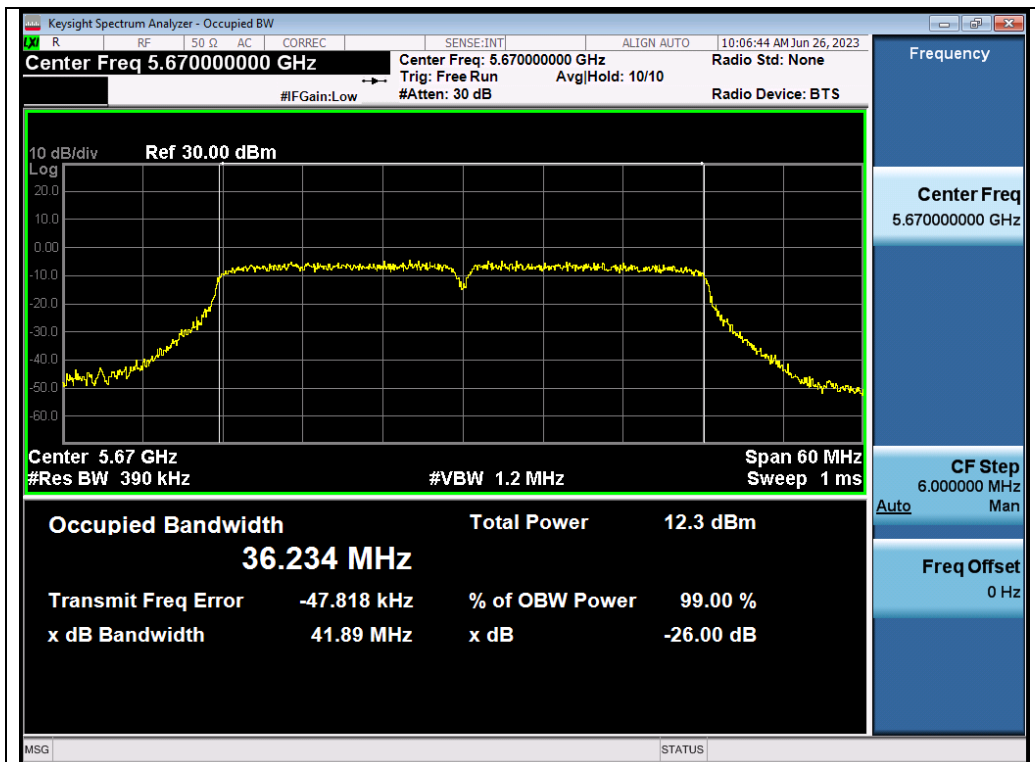 Keysight Spectrum Analyzer - Occupied BW
LXI R RF 50 Ω AC CORREC SENSE:INT ALIGN AUTO 10:06:44 AM Jun 26, 2023
Center Freq 5.670000000 GHz
Center Freq: 5.670000000 GHz Radio Std: None
Trig: Free Run Avg|Hold: 10/10
#IFGain:Low #Atten: 30 dB Radio Device: BTS
10 dB/div Ref 30.00 dBm
Log
20.0
10.0
0.00
-10.0
-20.0
-30.0
-40.0
-50.0
-60.0
Center 5.67 GHz Span 60 MHz
#Res BW 390 kHz #VBW 1.2 MHz Sweep 1 ms
Occupied Bandwidth Total Power 12.3 dBm
36.234 MHz
Transmit Freq Error -47.818 kHz % of OBW Power 99.00 %
x dB Bandwidth 41.89 MHz x dB -26.00 dB
Frequency
Center Freq
5.670000000 GHz
CF Step
6.000000 MHz
Auto Man
Freq Offset
0 Hz
MSG STATUS